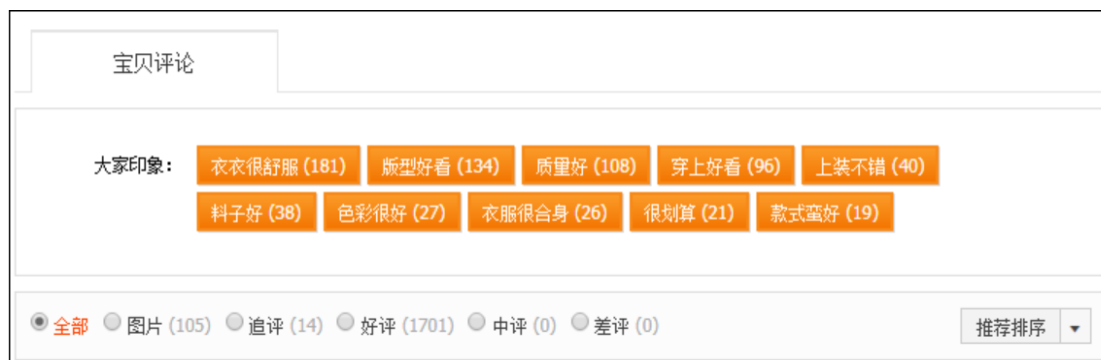 宝贝评论
大家印象： 衣衣很舒服 (181) 版型好看 (134) 质量好 (108) 穿上好看 (96) 上装不错 (40)
料子好 (38) 色彩很好 (27) 衣服很合身 (26) 很划算 (21) 款式蛮好 (19)
全部 图片 (105) 追评 (14) 好评 (1701) 中评 (0) 差评 (0) 推荐排序